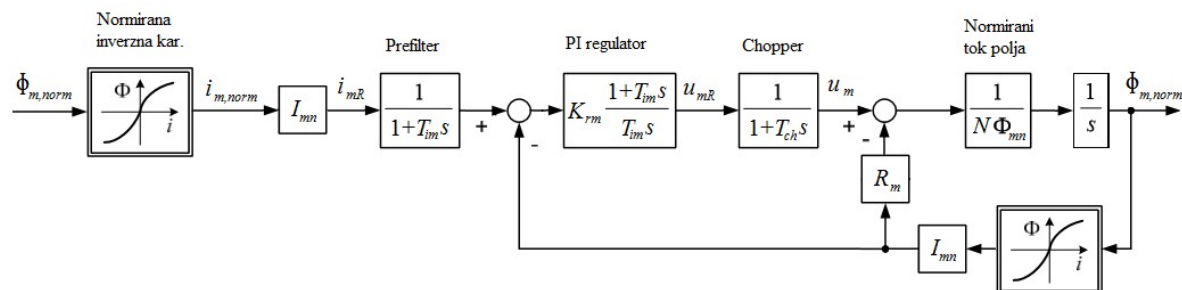 Normirana
inverzna kar.
Prefilter
PI regulator
Chopper
Normirani
tok polja
Φm,norm
Φ
i
im,norm
Imn
imR
1
1+Tims
+
-
Krm
1+Tims
Tims
umR
1
1+Tchs
um
+
-
1
NΦmn
1
s
Φm,norm
Rm
Imn
Φ
i